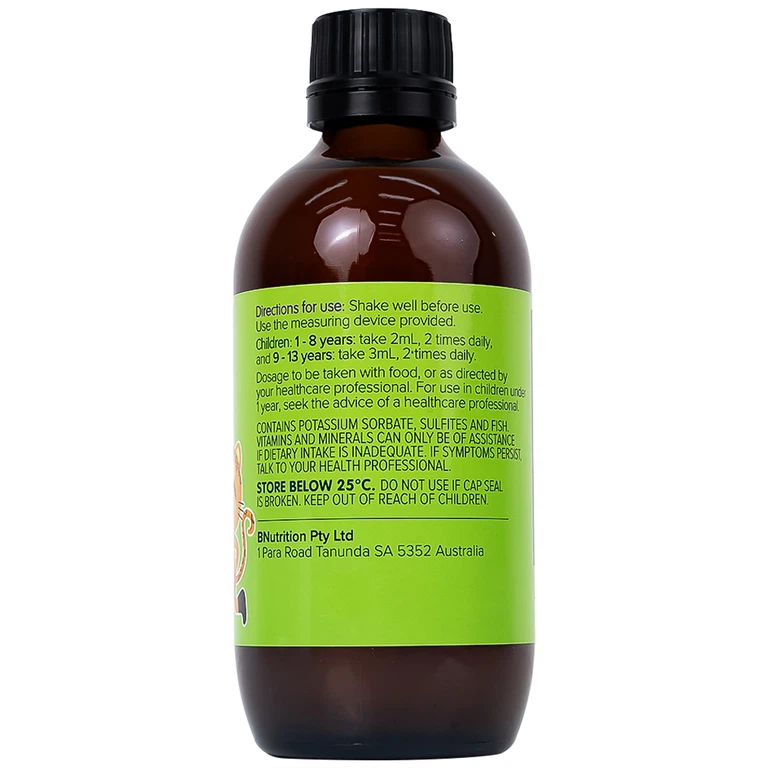 Directions for use: Shake well before use.
Use the measuring device provided.
Children: 1 - 8 years: take 2mL, 2 times daily,
and 9 - 13 years: take 3mL, 2 times daily.
Dosage to be taken with food, or as directed by
your healthcare professional. For use in children under
1 year, seek the advice of a healthcare professional.
CONTAINS POTASSIUM SORBATE, SULFITES AND FISH.
VITAMINS AND MINERALS CAN ONLY BE OF ASSISTANCE
IF DIETARY INTAKE IS INADEQUATE. IF SYMPTOMS PERSIST,
TALK TO YOUR HEALTH PROFESSIONAL.
STORE BELOW 25°C. DO NOT USE IF CAP SEAL
IS BROKEN. KEEP OUT OF REACH OF CHILDREN.
BNutrition Pty Ltd
1 Para Road Tanunda SA 5352 Australia